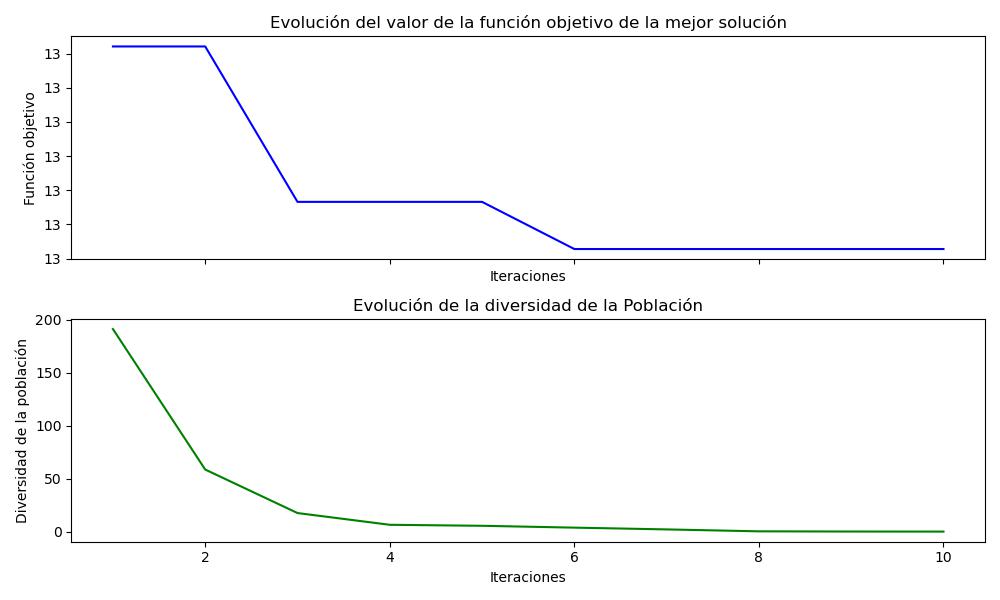 Evolución del valor de la función objetivo de la mejor solución
13
13
13
13
13
13
13
Función objetivo
Iteraciones
Evolución de la diversidad de la Población
200
150
100
50
0
Diversidad de la población
2 4 6 8 10
Iteraciones